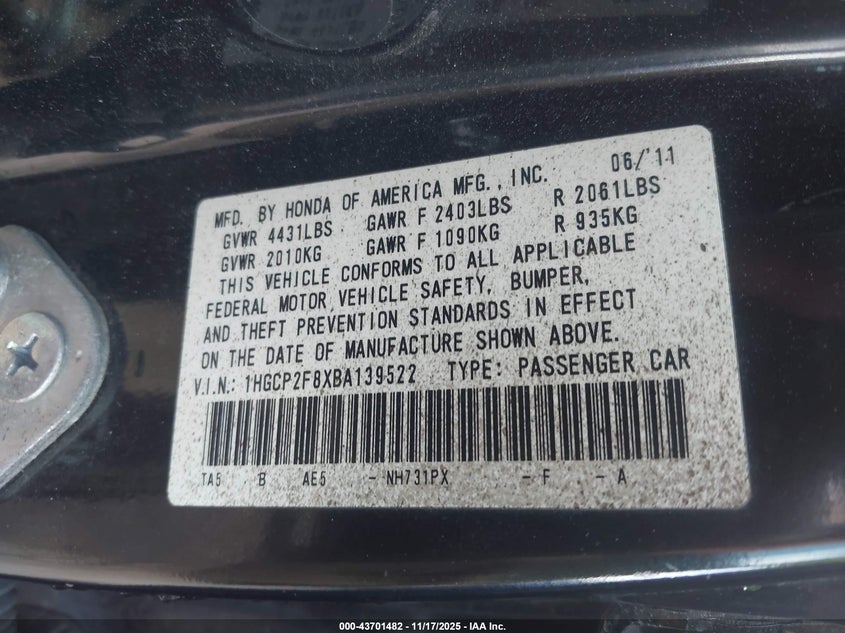 MFD. BY HONDA OF AMERICA MFG., INC. 06/'11
GVWR 4431LBS GAWR F 2403LBS R 2061LBS
GVWR 2010KG GAWR F 1090KG R 935KG
THIS VEHICLE CONFORMS TO ALL APPLICABLE
FEDERAL MOTOR VEHICLE SAFETY, BUMPER,
AND THEFT PREVENTION STANDARDS IN EFFECT
ON THE DATE OF MANUFACTURE SHOWN ABOVE.
V.I.N.: 1HGCP2F8XBA139522 TYPE: PASSENGER CAR
TA5 B AE5 - NH731PX - F - A
000-43701482 - 11/17/2025 - IAA Inc.